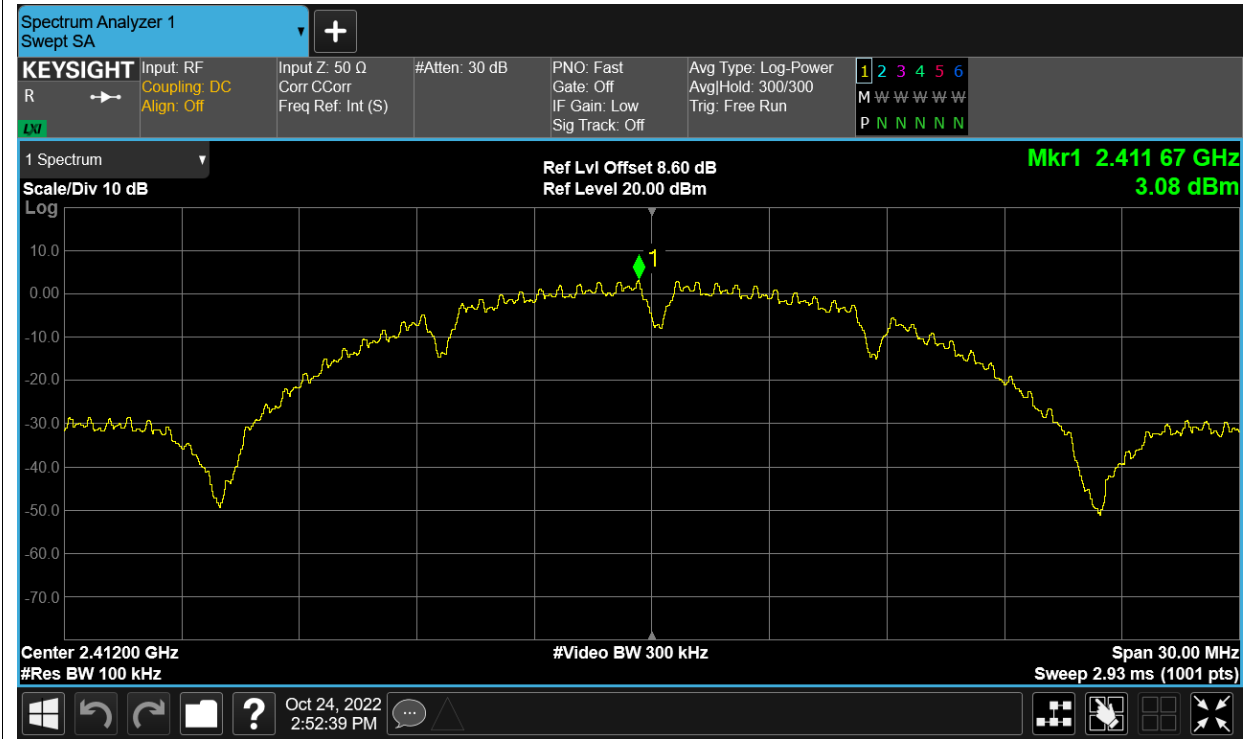 Spectrum Analyzer 1
Swept SA
KEYSIGHT
R
LXI
Input: RF
Coupling: DC
Align: Off
Input Z: 50 Ω
Corr CCorr
Freq Ref: Int (S)
#Atten: 30 dB
PNO: Fast
Gate: Off
IF Gain: Low
Sig Track: Off
Avg Type: Log-Power
Avg|Hold: 300/300
Trig: Free Run
1 2 3 4 5 6
M W W W W W
P N N N N N
1 Spectrum
Scale/Div 10 dB
Log
Ref Lvl Offset 8.60 dB
Ref Level 20.00 dBm
Mkr1 2.411 67 GHz
3.08 dBm
10.0
0.00
-10.0
-20.0
-30.0
-40.0
-50.0
-60.0
-70.0
1
Center 2.41200 GHz
#Res BW 100 kHz
#Video BW 300 kHz
Span 30.00 MHz
Sweep 2.93 ms (1001 pts)
?
Oct 24, 2022
2:52:39 PM